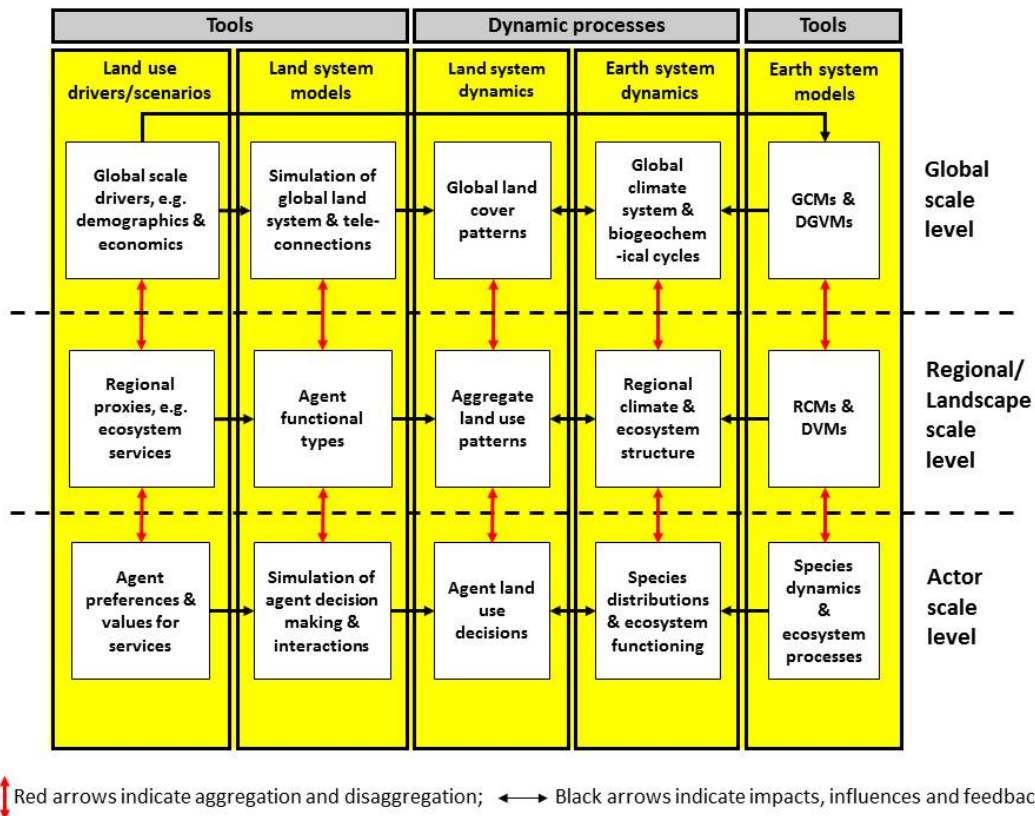 Tools
Dynamic processes
Tools
Land use
drivers/scenarios
Land system
models
Land system
dynamics
Earth system
dynamics
Earth system
models
Global scale
drivers, e.g.
demographics &
economics
Simulation of
global land
system & tele-
connections
Global land
cover
patterns
Global
climate
system &
biogeochem
-ical cycles
GCMs &
DGVMs
Global
scale
level
Regional
proxies, e.g.
ecosystem
services
Agent
functional
types
Aggregate
land use
patterns
Regional
climate &
ecosystem
structure
RCMs &
DVMs
Regional/
Landscape
scale
level
Agent
preferences &
values for
services
Simulation of
agent decision
making &
interactions
Agent land
use
decisions
Species
distributions
& ecosystem
functioning
Species
dynamics
&
ecosystem
processes
Actor
scale
level
Red arrows indicate aggregation and disaggregation; Black arrows indicate impacts, influences and feedbac